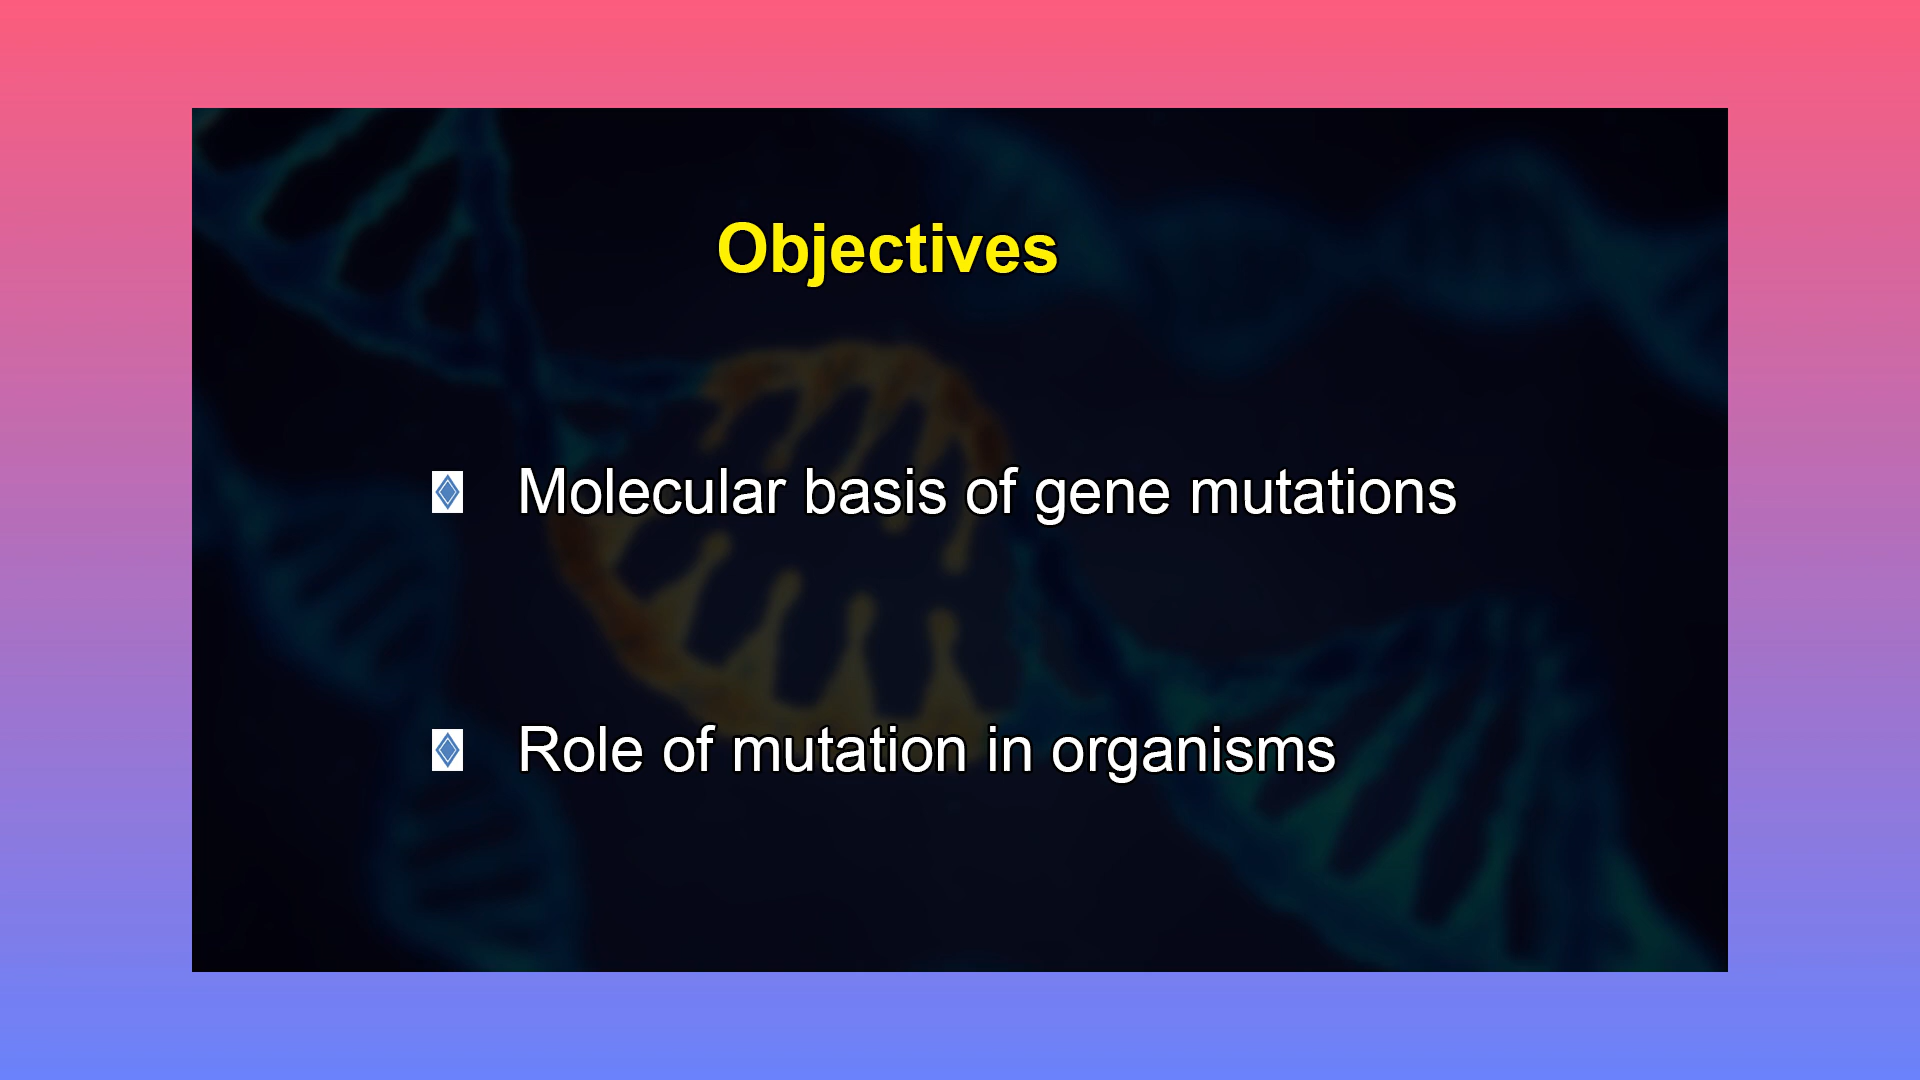 Objectives
Molecular basis of gene mutations
Role of mutation in organisms